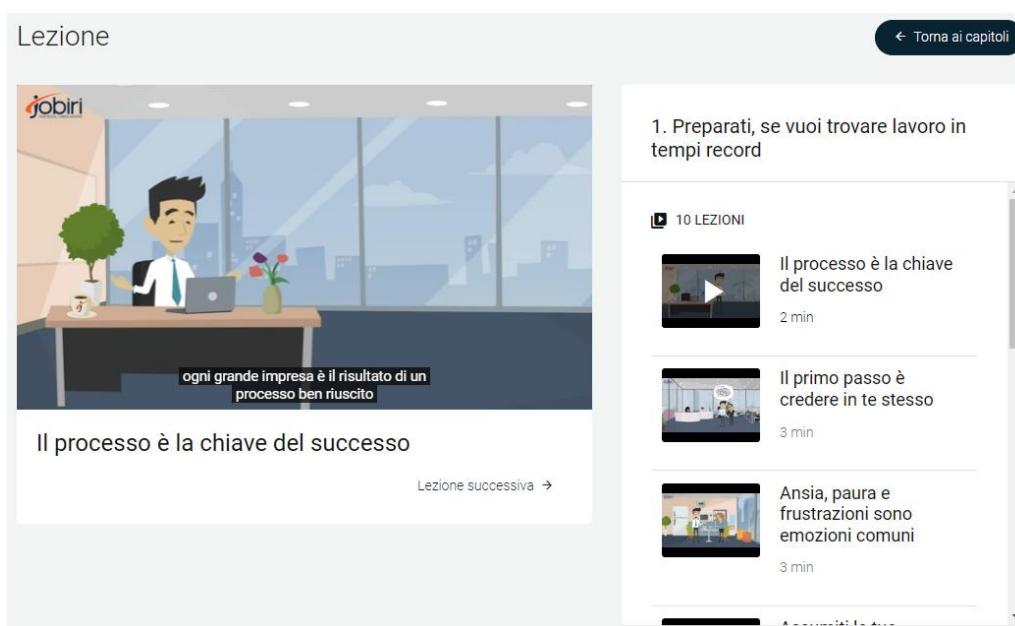 Lezione
← Torna ai capitoli
jobiri
ogni grande impresa è il risultato di un
processo ben riuscito
Il processo è la chiave del successo
Lezione successiva →
1. Preparati, se vuoi trovare lavoro in
tempi record
10 LEZIONI
Il processo è la chiave
del successo
2 min
Il primo passo è
credere in te stesso
3 min
Ansia, paura e
frustrazioni sono
emozioni comuni
3 min